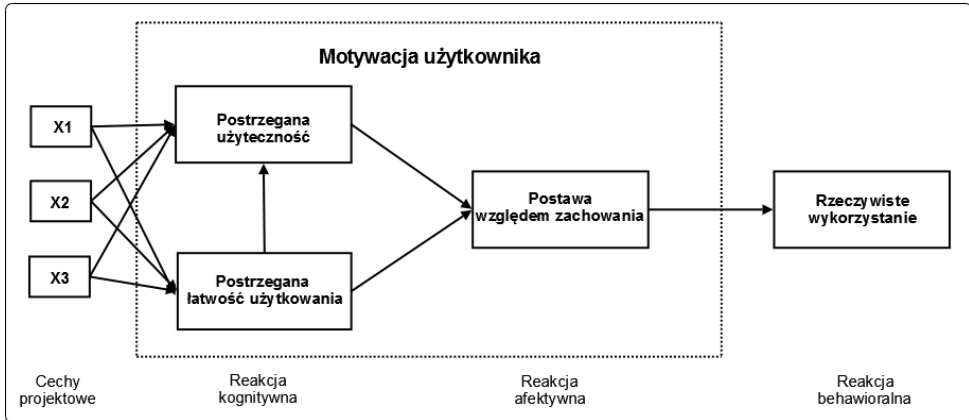 Motywacja użytkownika
X1
X2
X3
Postrzegana
użyteczność
Postrzegana
łatwość użytkowania
Postawa
względem zachowania
Rzeczywiste
wykorzystanie
Cechy
projektowe
Reakcja
kognitywna
Reakcja
afektywna
Reakcja
behawioralna